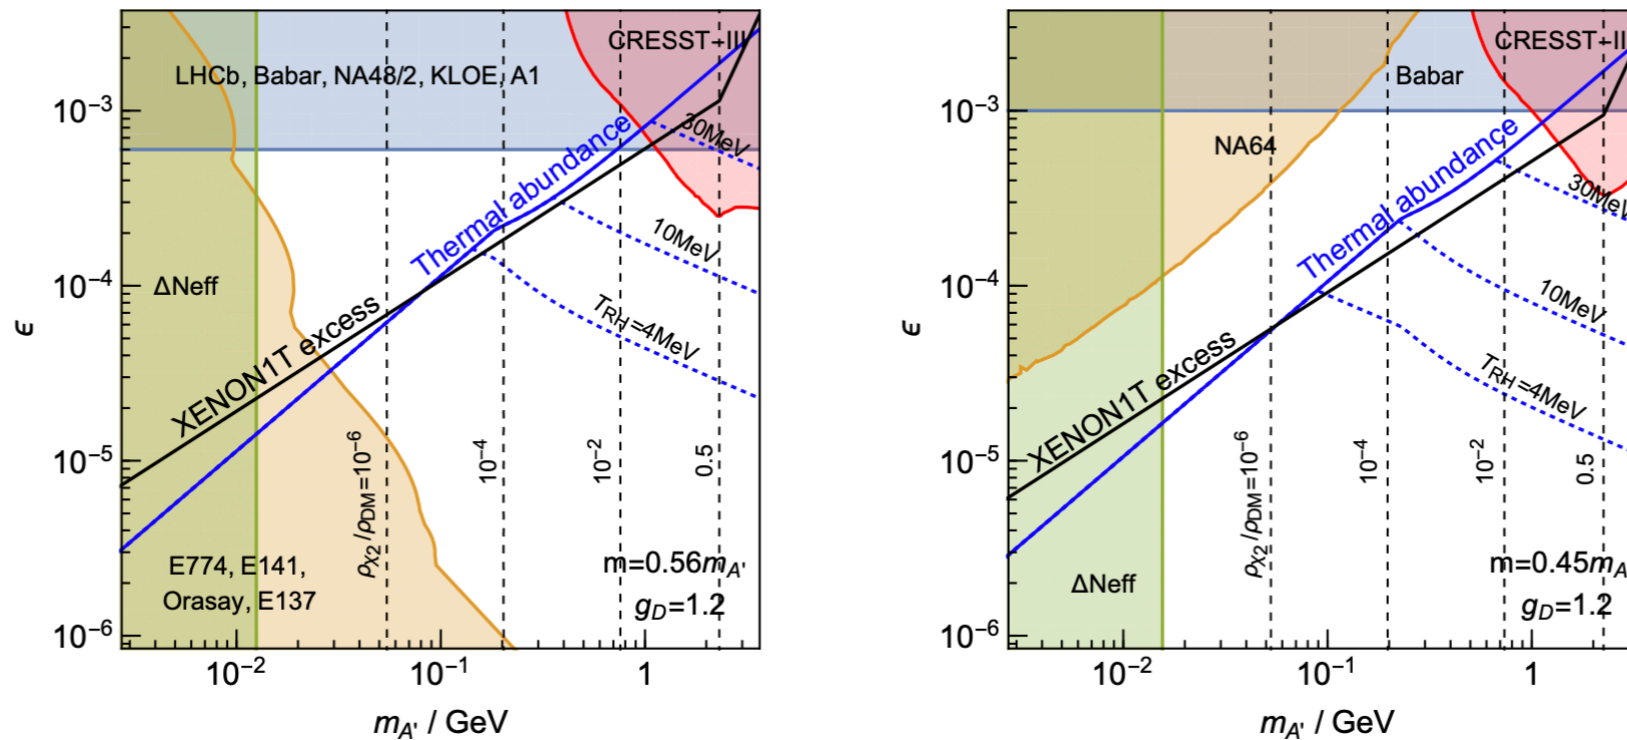 CRESST-III
LHCb, Babar, NA48/2, KLOE, A1
10⁻³
30MeV
Thermal abundance
10MeV
10⁻⁴
ΔNeff
ϵ
T_RH=4MeV
XENON1T excess
10⁻⁵
ρ_χ2/ρ_DM=10⁻⁶
10⁻⁴
10⁻²
0.5
E774, E141,
Orasay, E137
m=0.56m_A'
g_D=1.2
10⁻⁶
10⁻²
10⁻¹
1
m_A' / GeV
CRESST-II
Babar
10⁻³
NA64
Thermal abundance
30MeV
10⁻⁴
10MeV
ϵ
XENON1T excess
T_RH=4MeV
10⁻⁵
ρ_χ2/ρ_DM=10⁻⁶
10⁻⁴
10⁻²
0.5
ΔNeff
m=0.45m_A
g_D=1.2
10⁻⁶
10⁻²
10⁻¹
1
m_A' / GeV